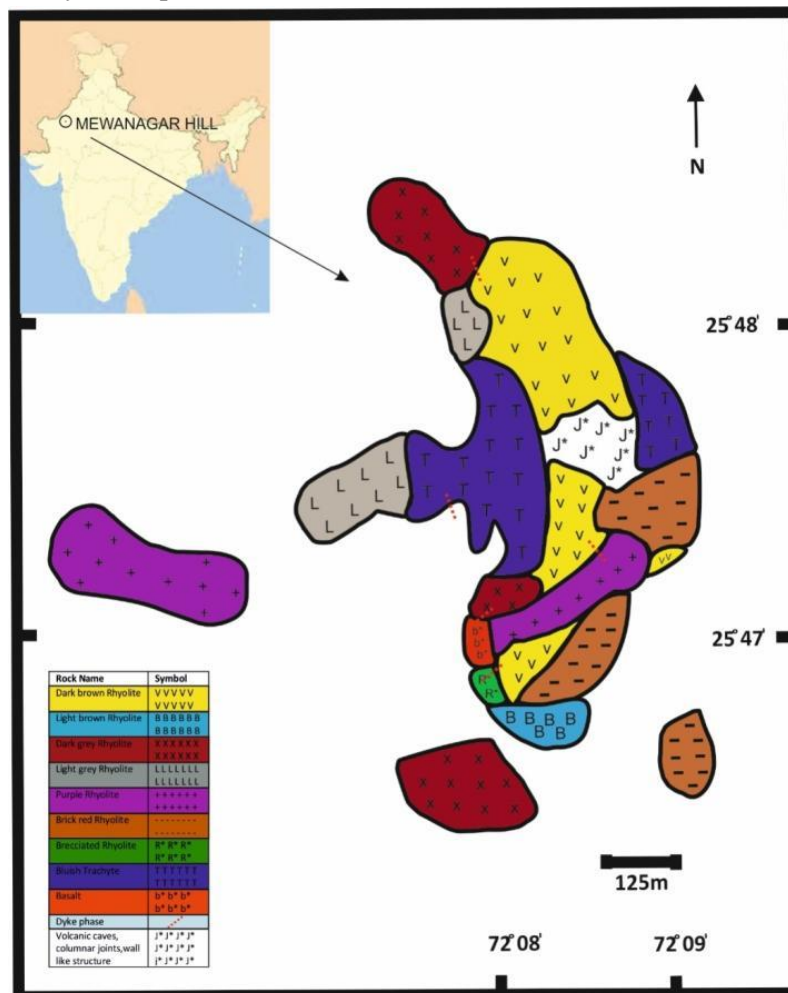 MEWANAGAR HILL
N
25°48'
25°47'
Rock Name Symbol
Dark brown Rhyolite V V V V V
V V V V V
Light brown Rhyolite B B B B B B
B B B B B B
Dark grey Rhyolite X X X X X X
X X X X X X
Light grey Rhyolite L L L L L L L
L L L L L L L
Purple Rhyolite + + + + + +
+ + + + + +
Brick red Rhyolite - - - - - - -
- - - - - - -
Brecciated Rhyolite R* R* R*
R* R* R*
Bluish Trachyte T T T T T T
T T T T T T
Basalt b* b* b*
b* b* b*
Dyke phase
Volcanic caves, J* J* J* J*
columnar joints,wall J* J* J* J*
like structure j* J* J* J*
125m
72°08' 72°09'